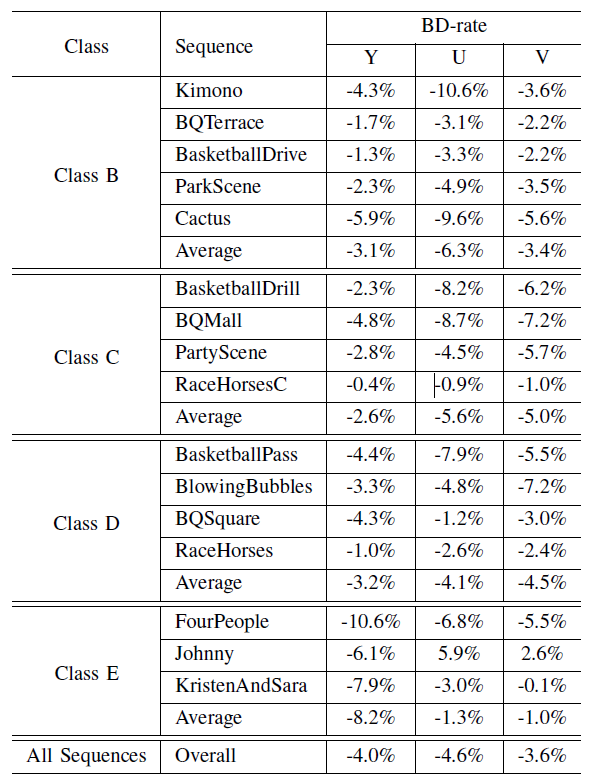 Class Sequence BD-rate
Y U V
Class B Kimono -4.3% -10.6% -3.6%
BQTerrace -1.7% -3.1% -2.2%
BasketballDrive -1.3% -3.3% -2.2%
ParkScene -2.3% -4.9% -3.5%
Cactus -5.9% -9.6% -5.6%
Average -3.1% -6.3% -3.4%
Class C BasketballDrill -2.3% -8.2% -6.2%
BQMall -4.8% -8.7% -7.2%
PartyScene -2.8% -4.5% -5.7%
RaceHorsesC -0.4% -0.9% -1.0%
Average -2.6% -5.6% -5.0%
Class D BasketballPass -4.4% -7.9% -5.5%
BlowingBubbles -3.3% -4.8% -7.2%
BQSquare -4.3% -1.2% -3.0%
RaceHorses -1.0% -2.6% -2.4%
Average -3.2% -4.1% -4.5%
Class E FourPeople -10.6% -6.8% -5.5%
Johnny -6.1% 5.9% 2.6%
KristenAndSara -7.9% -3.0% -0.1%
Average -8.2% -1.3% -1.0%
All Sequences Overall -4.0% -4.6% -3.6%